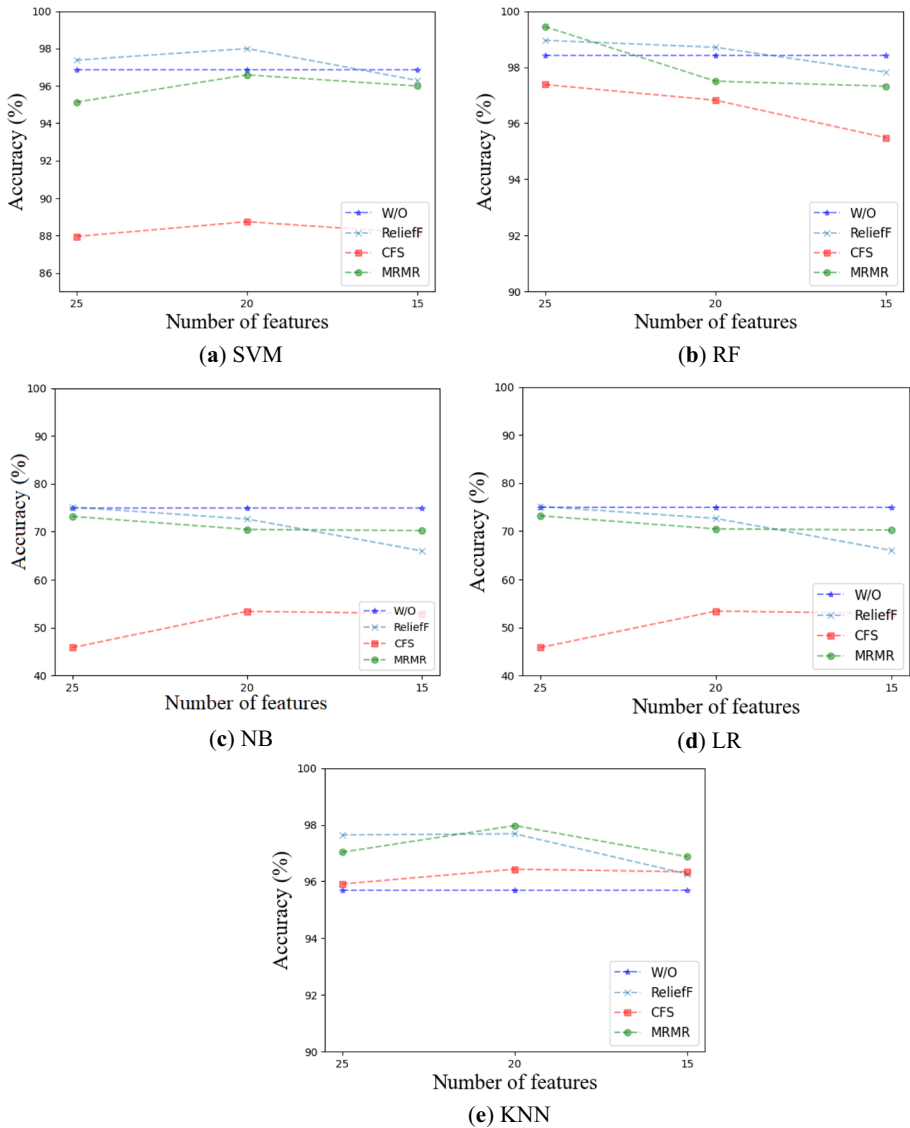 100
98
96
94
92
90
88
86
Accuracy (%)
W/O
ReliefF
CFS
MRMR
25
20
15
Number of features
(a) SVM
100
98
96
94
92
90
Accuracy (%)
W/O
ReliefF
CFS
MRMR
25
20
15
Number of features
(b) RF
100
90
80
70
60
50
40
Accuracy (%)
W/O
ReliefF
CFS
MRMR
25
20
15
Number of features
(c) NB
100
90
80
70
60
50
40
Accuracy (%)
W/O
ReliefF
CFS
MRMR
25
20
15
Number of features
(d) LR
100
98
96
94
92
90
Accuracy (%)
W/O
ReliefF
CFS
MRMR
25
20
15
Number of features
(e) KNN